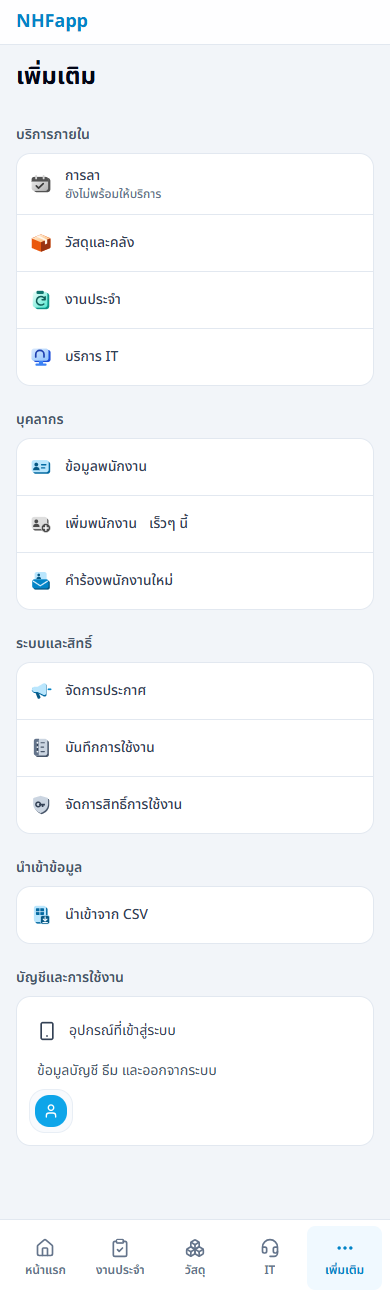 NHFapp
เพิ่มเติม
บริการภายใน
การลา
ยังไม่พร้อมให้บริการ
วัสดุและคลัง
งานประจำ
บริการ IT
บุคลากร
ข้อมูลพนักงาน
เพิ่มพนักงาน เร็วๆ นี้
คำร้องพนักงานใหม่
ระบบและสิทธิ์
จัดการประกาศ
บันทึกการใช้งาน
จัดการสิทธิ์การใช้งาน
นำเข้าข้อมูล
นำเข้าจาก CSV
บัญชีและการใช้งาน
อุปกรณ์ที่เข้าสู่ระบบ
ข้อมูลบัญชี ธีม และออกจากระบบ
หน้าแรก งานประจำ วัสดุ IT เพิ่มเติม